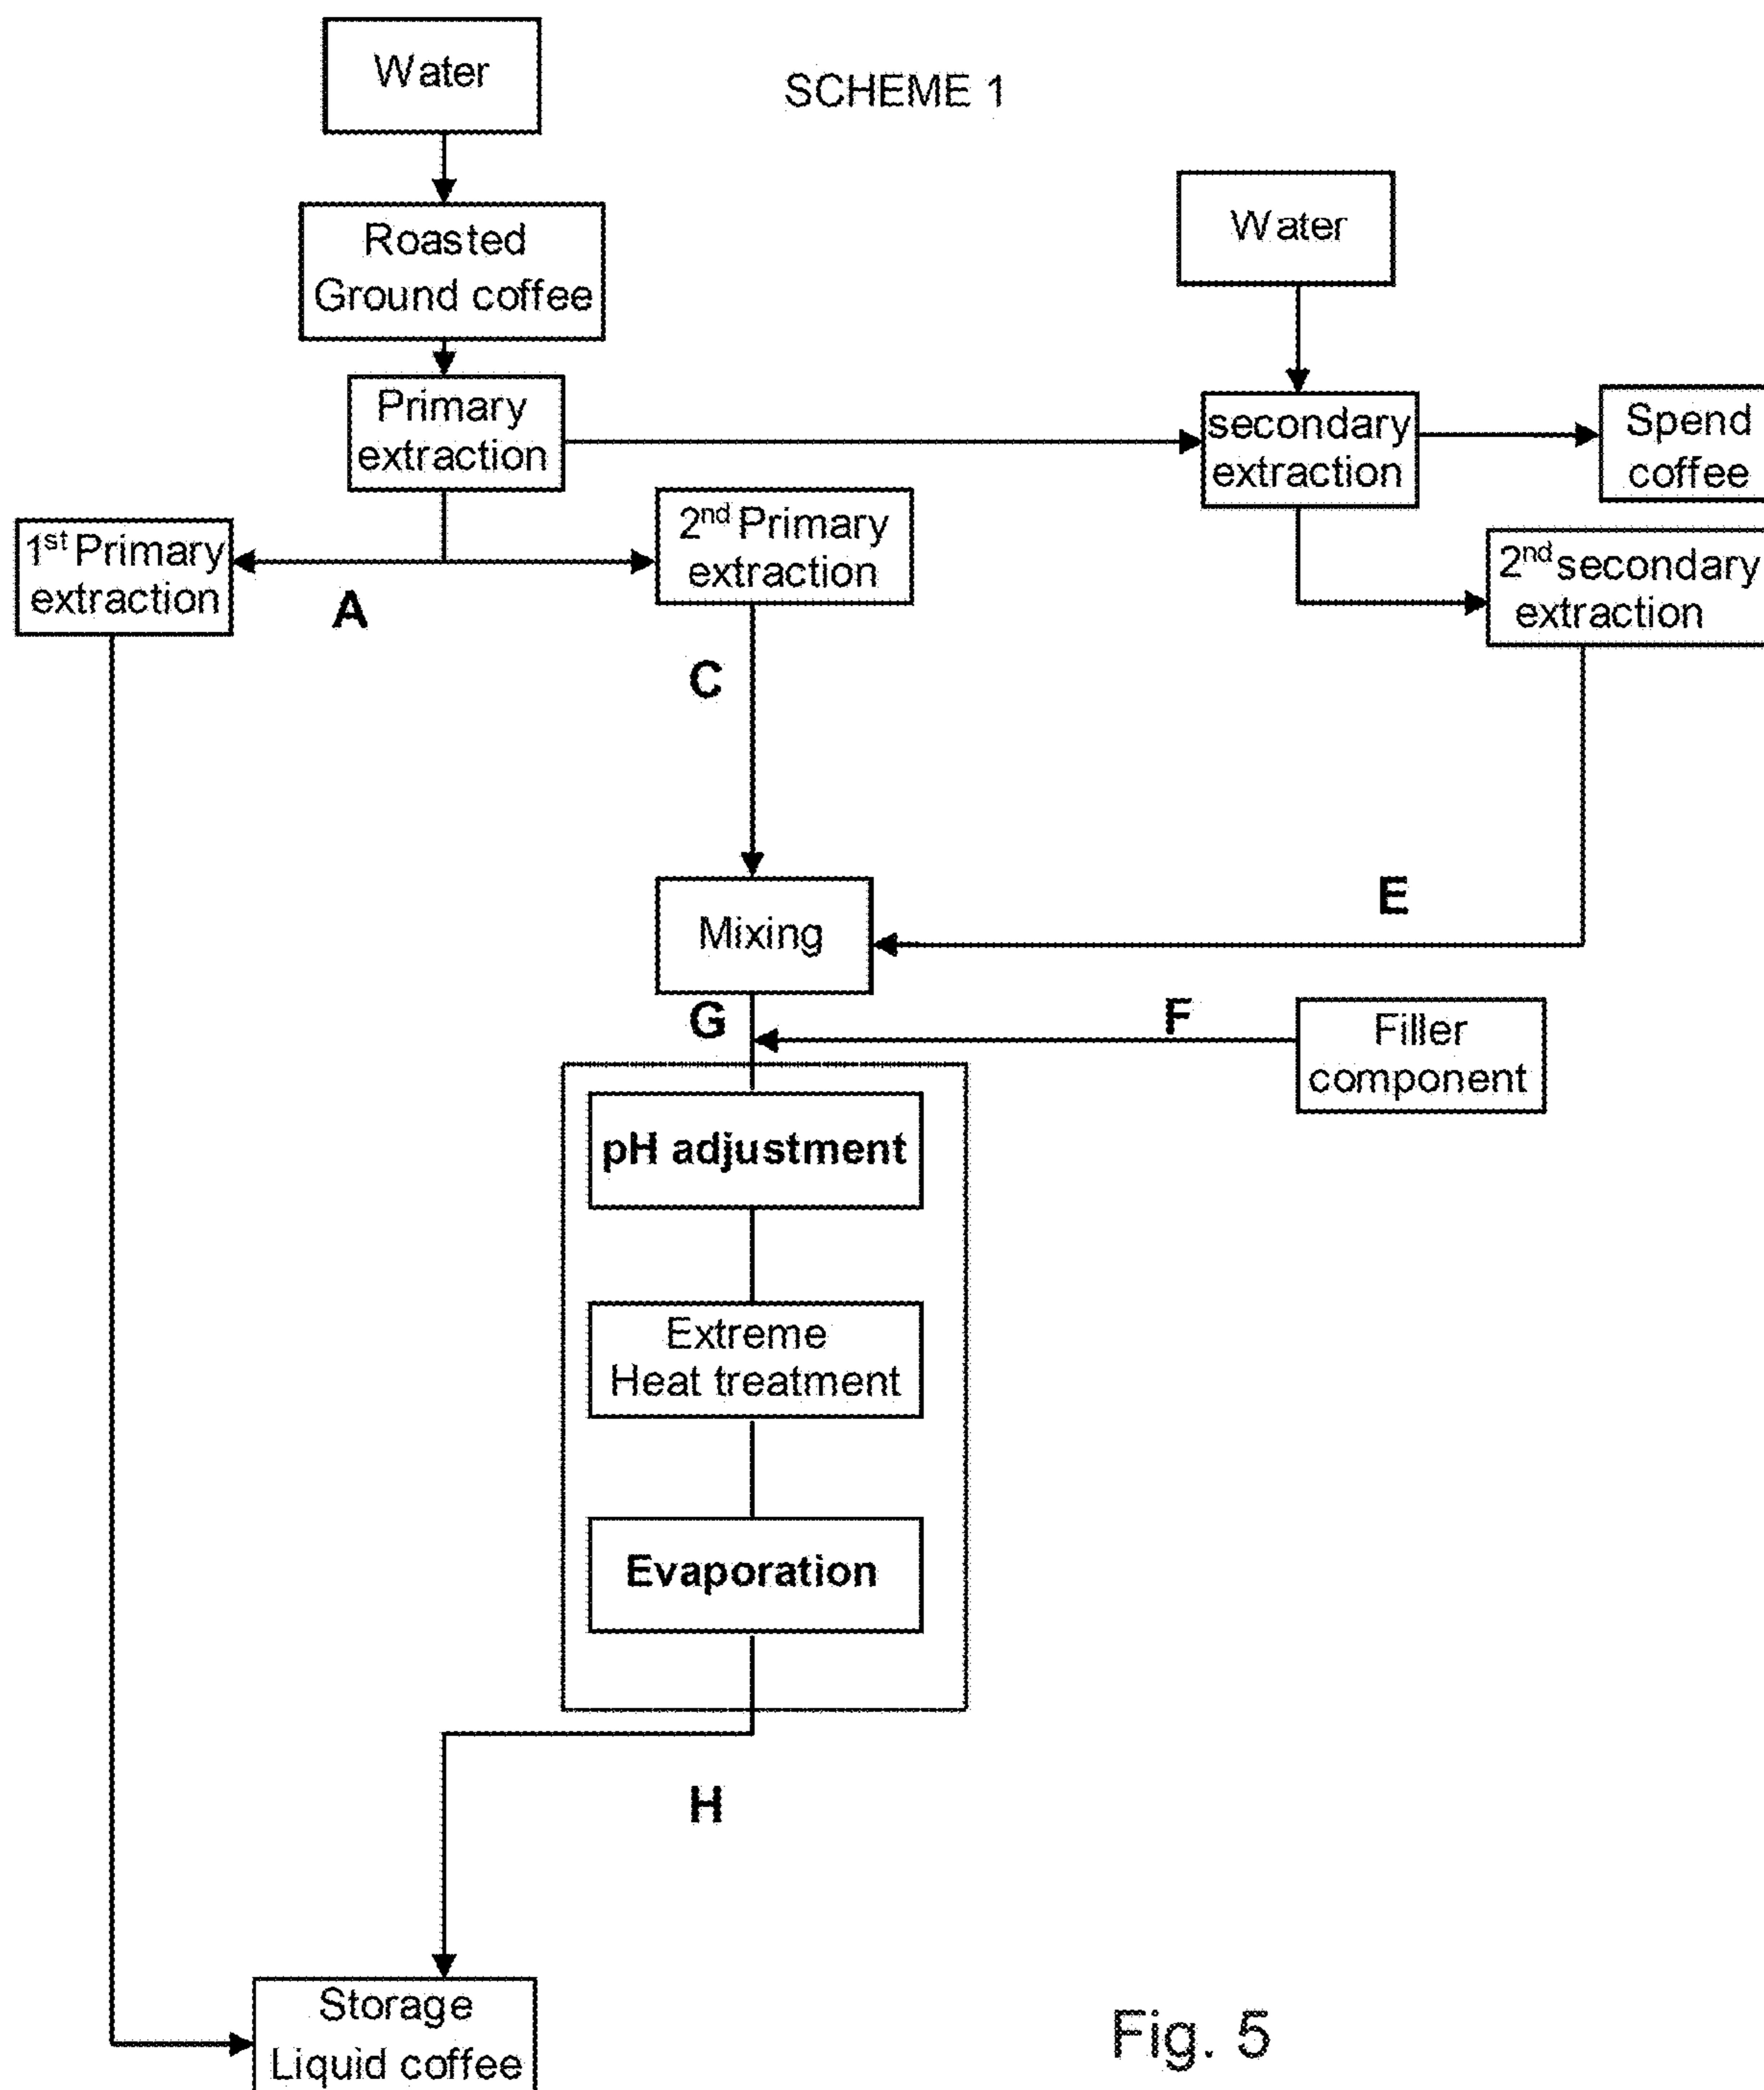 Water
SCHEME 1
Water
Roasted
Ground coffee
Primary
extraction
secondary
extraction
Spend
coffee
1st Primary
extraction
A
2nd Primary
extraction
2nd secondary
extraction
C
E
Mixing
G
F
Filler
component
pH adjustment
Extreme
Heat treatment
Evaporation
H
Storage
Liquid coffee
Fig. 5